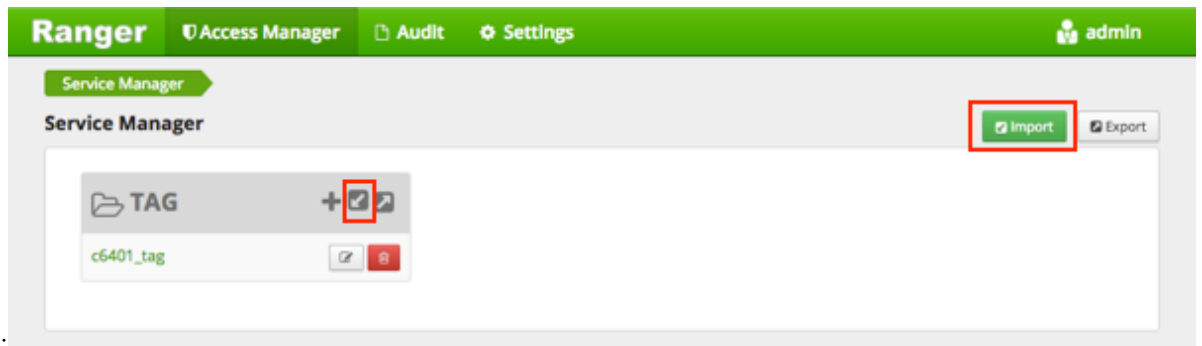 Ranger Access Manager Audit Settings admin
Service Manager
Service Manager Import Export
TAG
c6401_tag
.